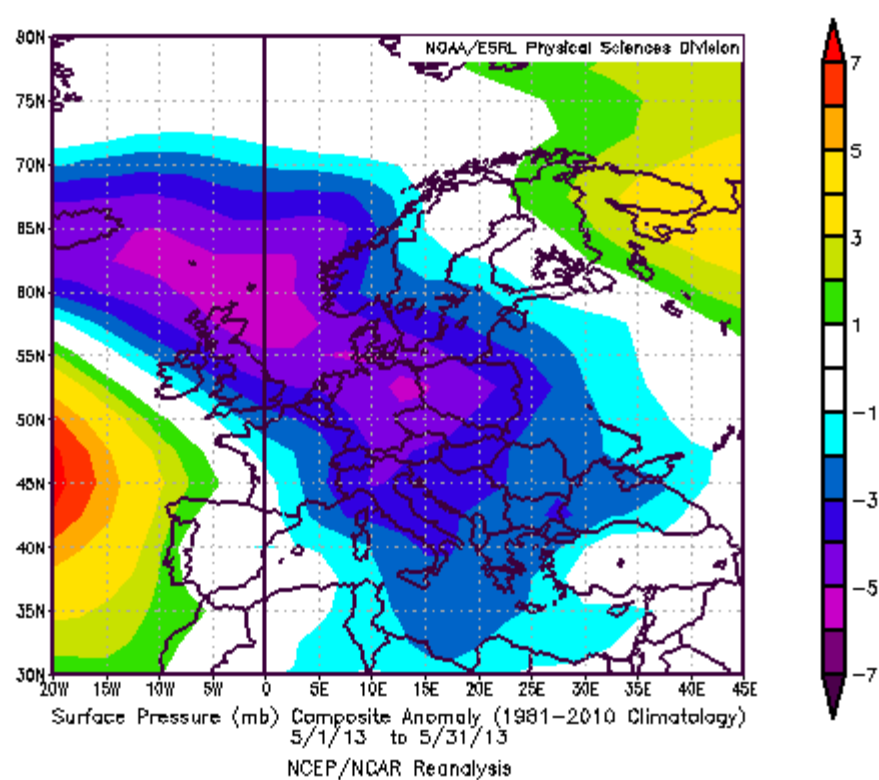 80N
NOAA/ESRL Physical Sciences Division
75N
70N
65N
60N
55N
50N
45N
40N
35N
30N
20W 15W 10W 5W 0 5E 10E 15E 20E 25E 30E 35E 40E 45E
7
5
3
1
-1
-3
-5
-7
Surface Pressure (mb) Composite Anomaly (1981-2010 Climatology)
5/1/13 to 5/31/13
NCEP/NCAR Reanalysis